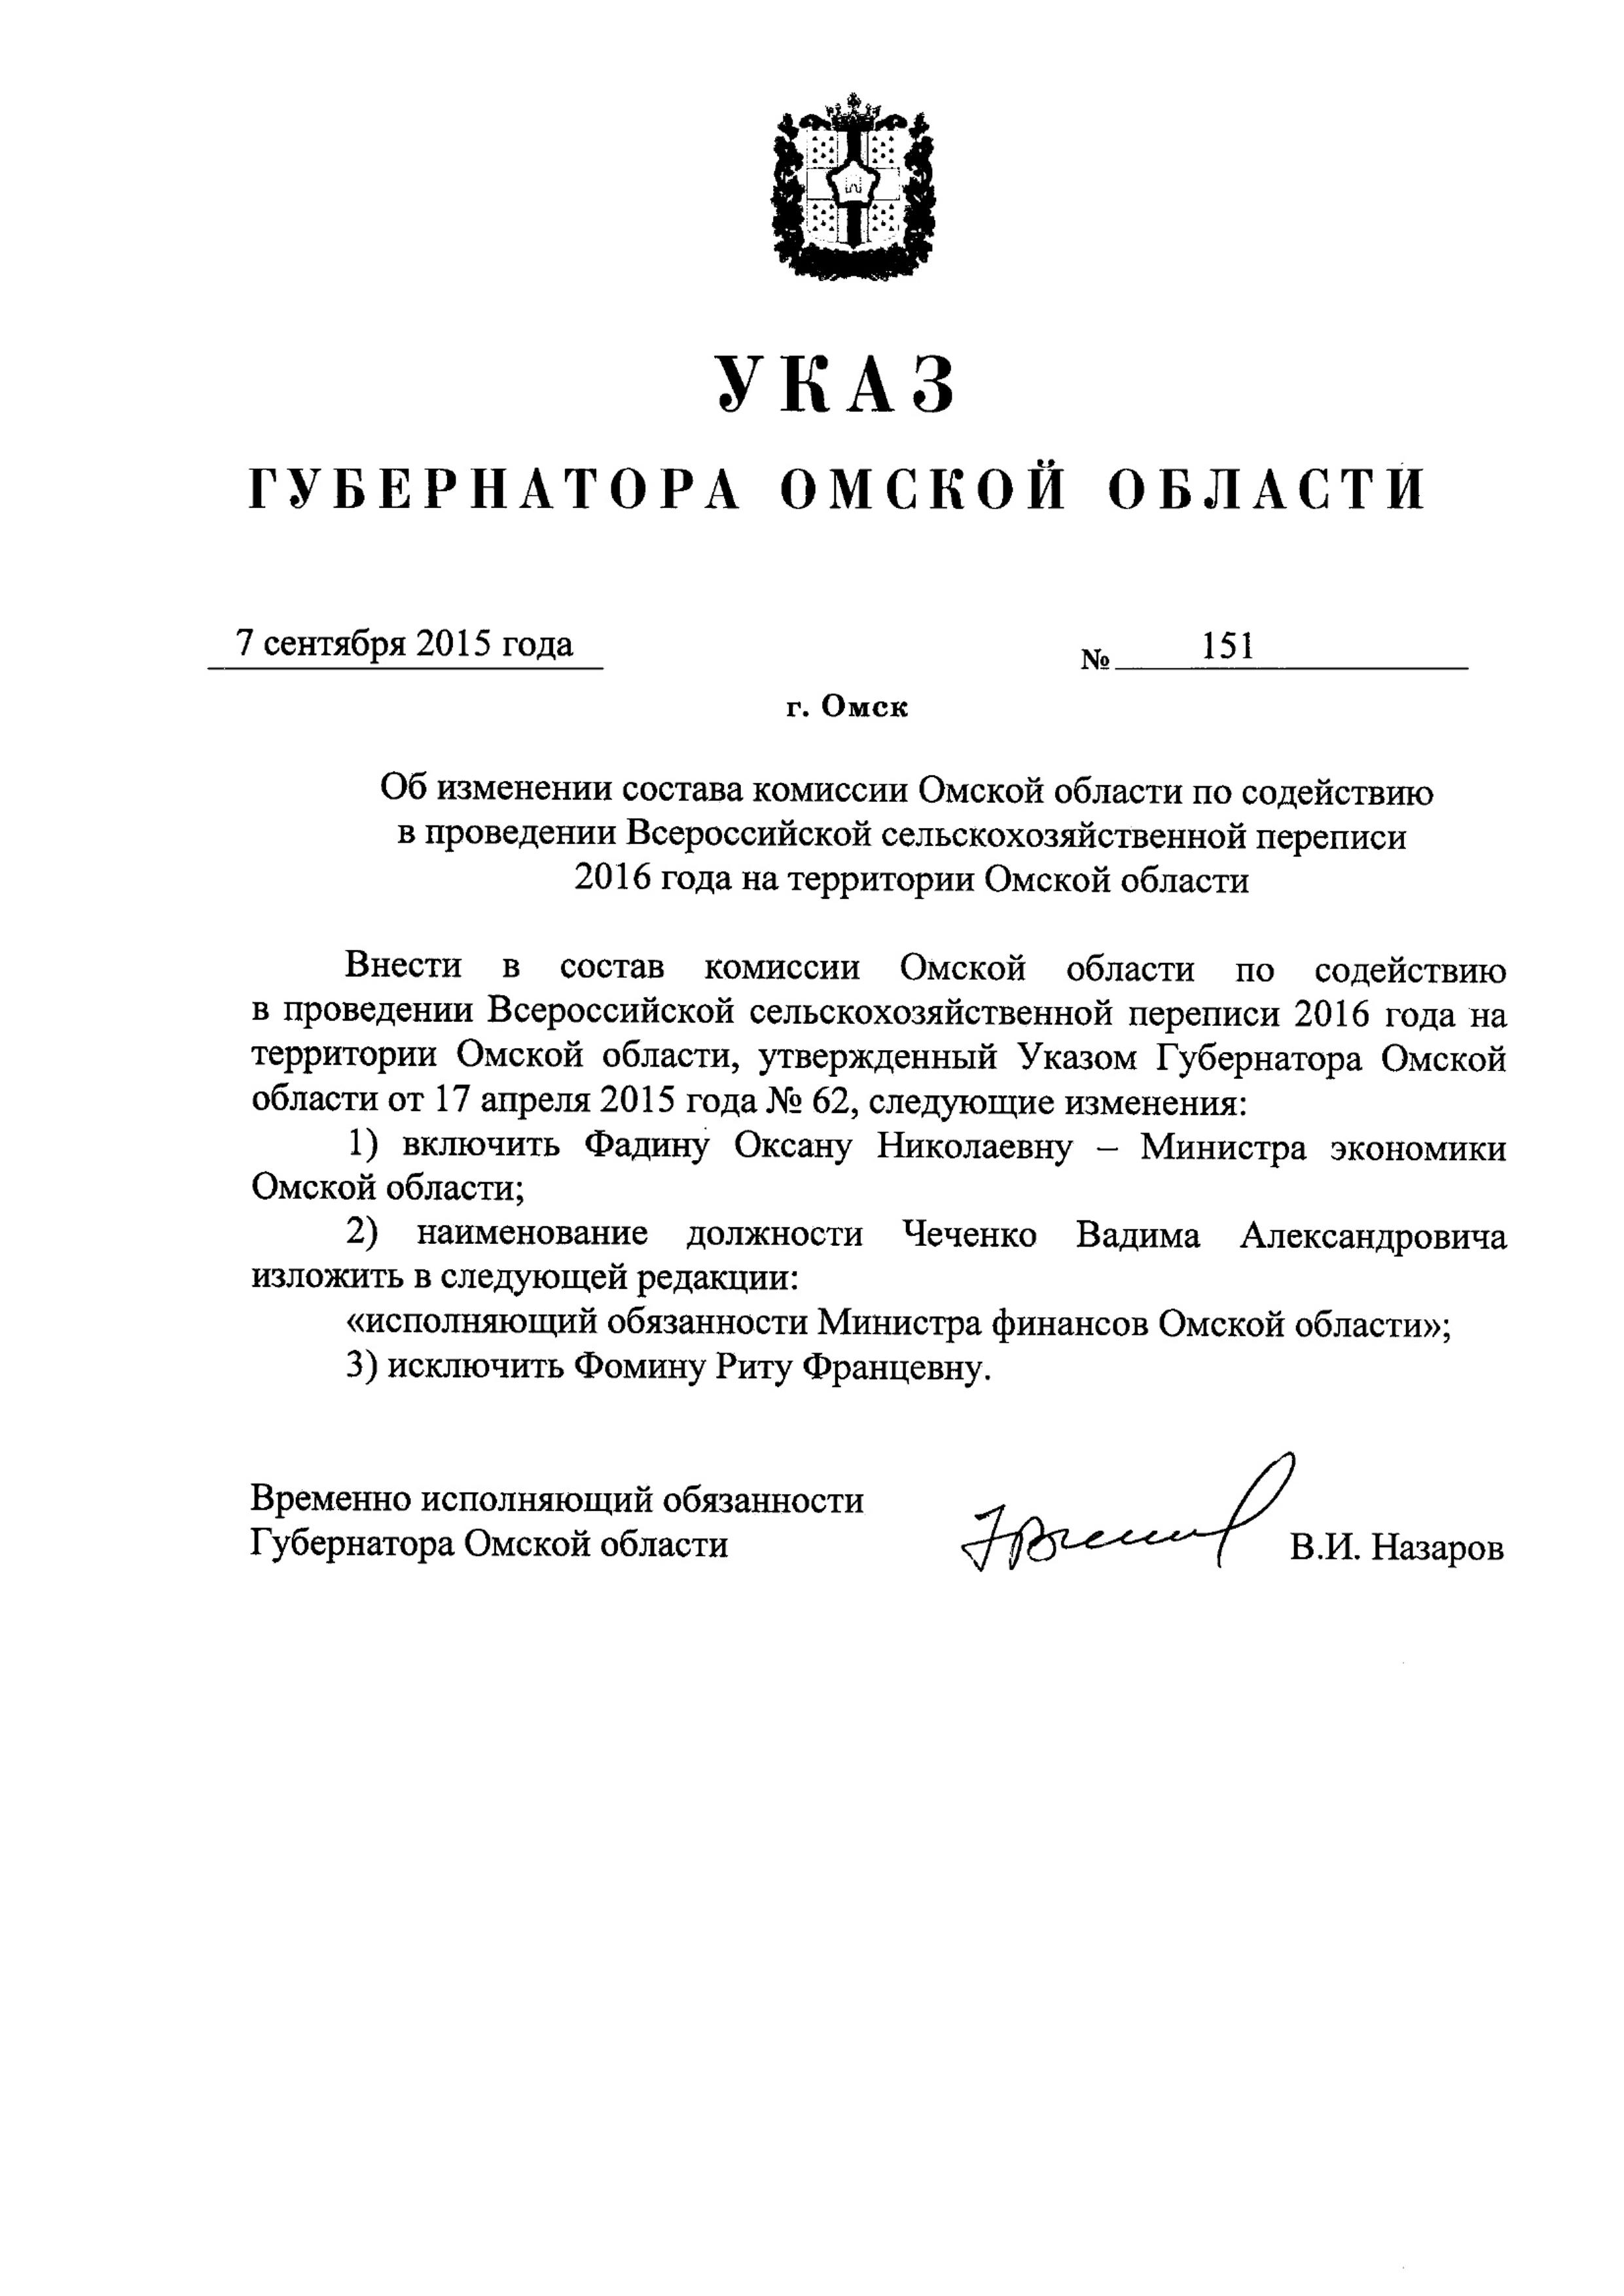 УКАЗ
ГУБЕРНАТОРА ОМСКОЙ ОБЛАСТИ
7 сентября 2015 года № 151
г. Омск
Об изменении состава комиссии Омской области по содействию
в проведении Всероссийской сельскохозяйственной переписи
2016 года на территории Омской области
Внести в состав комиссии Омской области по содействию
в проведении Всероссийской сельскохозяйственной переписи 2016 года на
территории Омской области, утвержденный Указом Губернатора Омской
области от 17 апреля 2015 года № 62, следующие изменения:
1) включить Фадину Оксану Николаевну – Министра экономики
Омской области;
2) наименование должности Чеченко Вадима Александровича
изложить в следующей редакции:
«исполняющий обязанности Министра финансов Омской области»;
3) исключить Фомину Риту Францевну.
Временно исполняющий обязанности
Губернатора Омской области В.И. Назаров